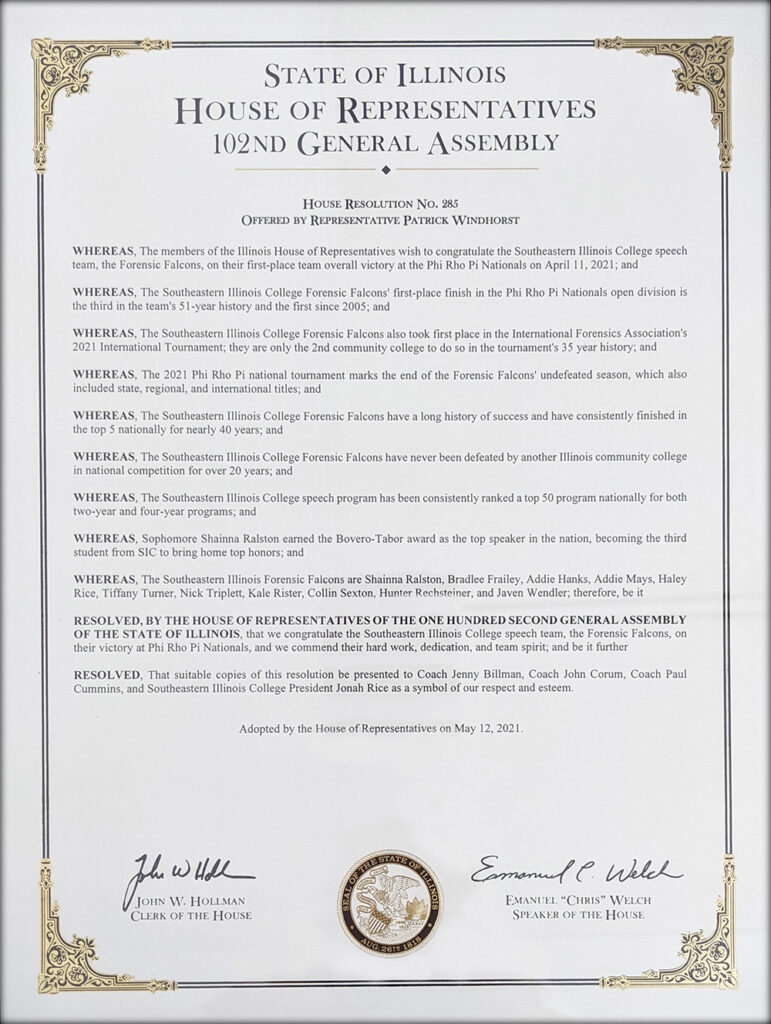 STATE OF ILLINOIS
HOUSE OF REPRESENTATIVES
102ND GENERAL ASSEMBLY
HOUSE RESOLUTION NO. 285
OFFERED BY REPRESENTATIVE PATRICK WINDHORST
WHEREAS, The members of the Illinois House of Representatives wish to congratulate the Southeastern Illinois College speech
team, the Forensic Falcons, on their first-place team overall victory at the Phi Rho Pi Nationals on April 11, 2021; and
WHEREAS, The Southeastern Illinois College Forensic Falcons' first-place finish in the Phi Rho Pi Nationals open division is
the third in the team's 51-year history and the first since 2005; and
WHEREAS, The Southeastern Illinois College Forensic Falcons also took first place in the International Forensics Association's
2021 International Tournament; they are only the 2nd community college to do so in the tournament's 35 year history; and
WHEREAS, The 2021 Phi Rho Pi national tournament marks the end of the Forensic Falcons' undefeated season, which also
included state, regional, and international titles; and
WHEREAS, The Southeastern Illinois College Forensic Falcons have a long history of success and have consistently finished in
the top 5 nationally for nearly 40 years; and
WHEREAS, The Southeastern Illinois College Forensic Falcons have never been defeated by another Illinois community college
in national competition for over 20 years; and
WHEREAS, The Southeastern Illinois College speech program has been consistently ranked a top 50 program nationally for both
two-year and four-year programs; and
WHEREAS, Sophomore Shainna Ralston earned the Bovero-Tabor award as the top speaker in the nation, becoming the third
student from SIC to bring home top honors; and
WHEREAS, The Southeastern Illinois Forensic Falcons are Shainna Ralston, Bradlee Frailey, Addie Hanks, Addie Mays, Haley
Rice, Tiffany Turner, Nick Triplett, Kale Rister, Collin Sexton, Hunter Rechsteiner, and Javen Wendler; therefore, be it
RESOLVED, BY THE HOUSE OF REPRESENTATIVES OF THE ONE HUNDRED SECOND GENERAL ASSEMBLY
OF THE STATE OF ILLINOIS, that we congratulate the Southeastern Illinois College speech team, the Forensic Falcons, on
their victory at Phi Rho Pi Nationals, and we commend their hard work, dedication, and team spirit; and be it further
RESOLVED, That suitable copies of this resolution be presented to Coach Jenny Billman, Coach John Corum, Coach Paul
Cummins, and Southeastern Illinois College President Jonah Rice as a symbol of our respect and esteem.
Adopted by the House of Representatives on May 12, 2021.
John W Hollman
JOHN W. HOLLMAN
CLERK OF THE HOUSE
SEAL OF THE STATE OF ILLINOIS
AUG. 26TH 1818
Emanuel C. Welch
EMANUEL "CHRIS" WELCH
SPEAKER OF THE HOUSE